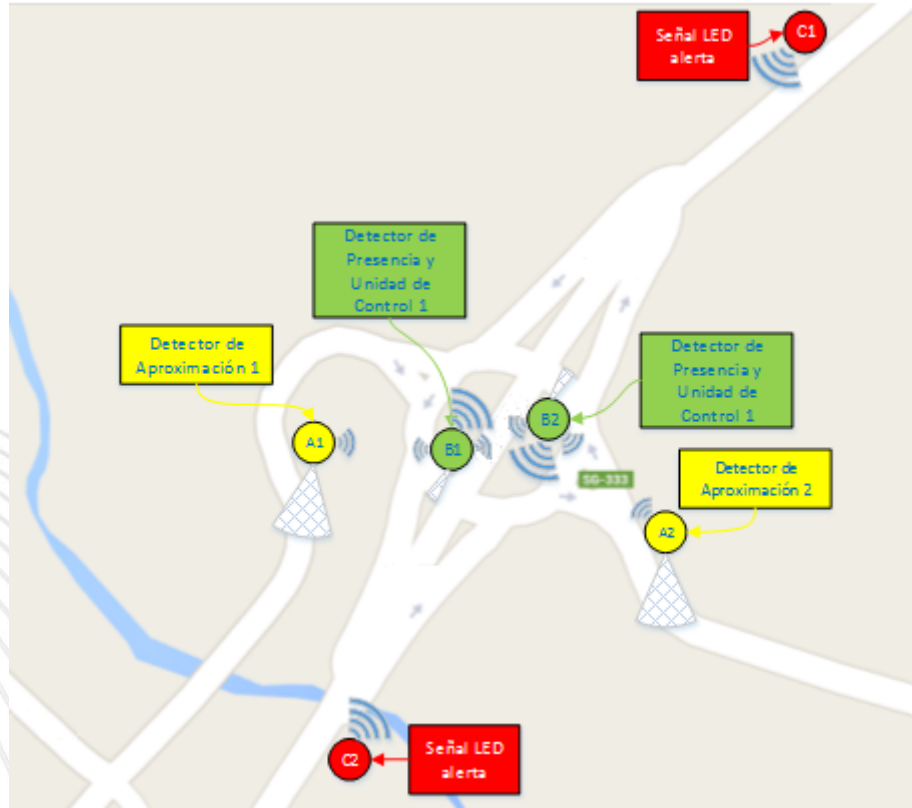 Señal LED
alerta
C1
Detector de
Presencia y
Unidad de
Control 1
Detector de
Aproximación 1
Detector de
Presencia y
Unidad de
Control 1
A1
B1
B2
SG-333
Detector de
Aproximación 2
A2
C2
Señal LED
alerta